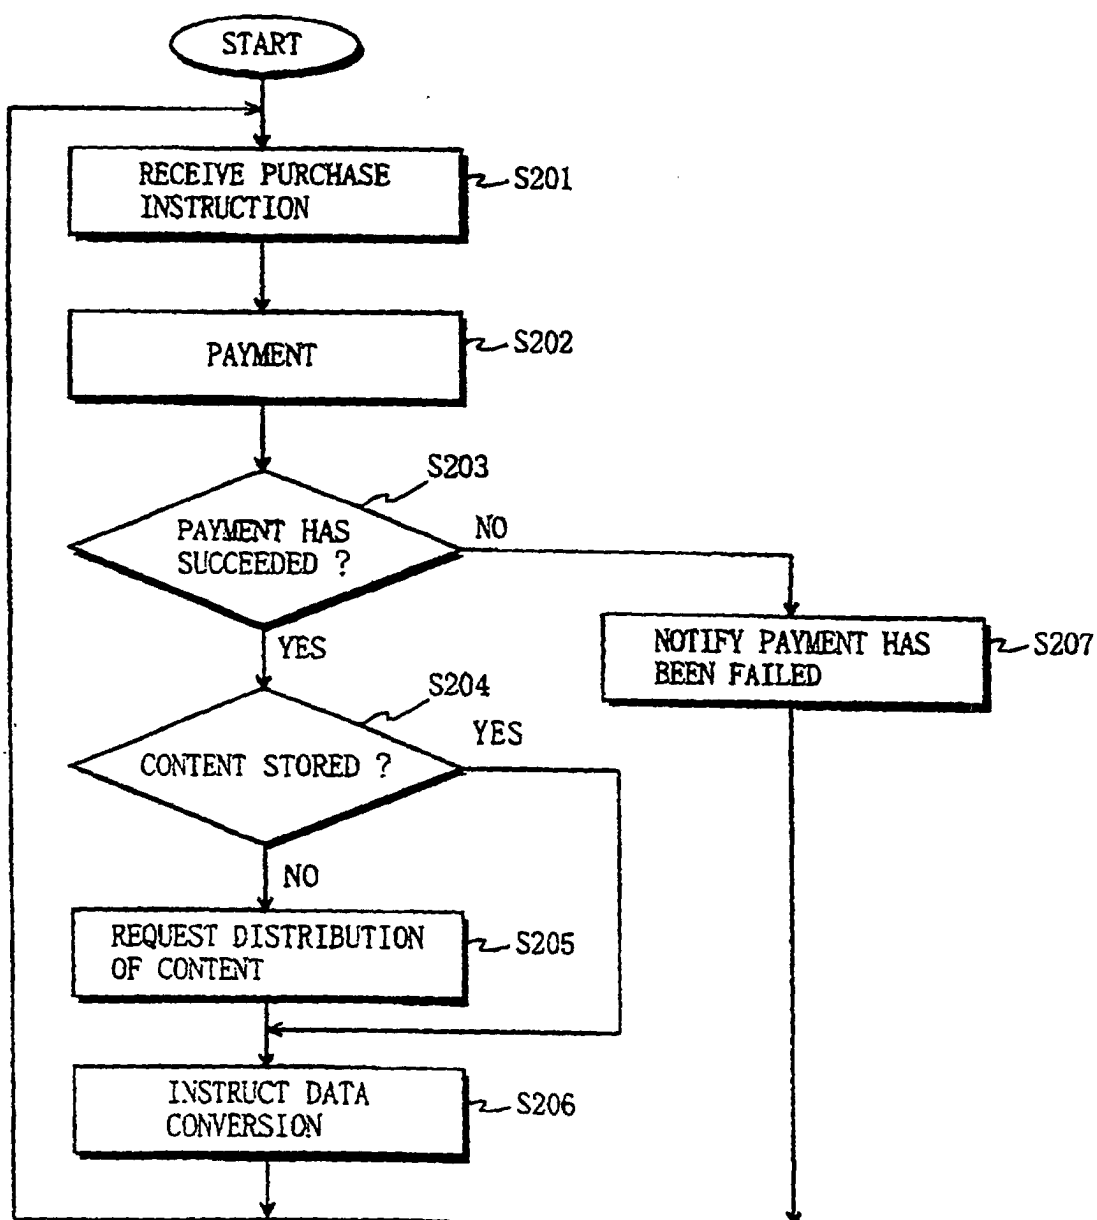 START
RECEIVE PURCHASE
INSTRUCTION
S201
PAYMENT
S202
S203
PAYMENT HAS
SUCCEEDED ?
NO
YES
NOTIFY PAYMENT HAS
BEEN FAILED
S207
S204
YES
CONTENT STORED ?
NO
REQUEST DISTRIBUTION
OF CONTENT
S205
INSTRUCT DATA
CONVERSION
S206